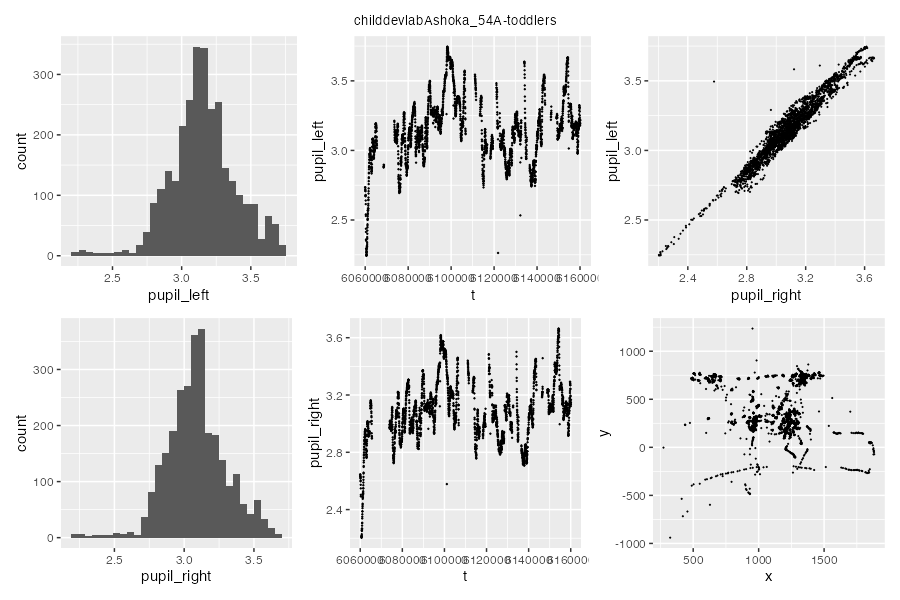 childdevlabAshoka_54A-toddlers
count
300
200
100
0
2.5 3.0 3.5
pupil_left
pupil_left
3.5
3.0
2.5
t
pupil_left
3.5
3.0
2.5
2.4 2.8 3.2 3.6
pupil_right
count
300
200
100
0
2.5 3.0 3.5
pupil_right
pupil_right
3.6
3.2
2.8
2.4
t
y
1000
500
0
-500
-1000
500 1000 1500
x